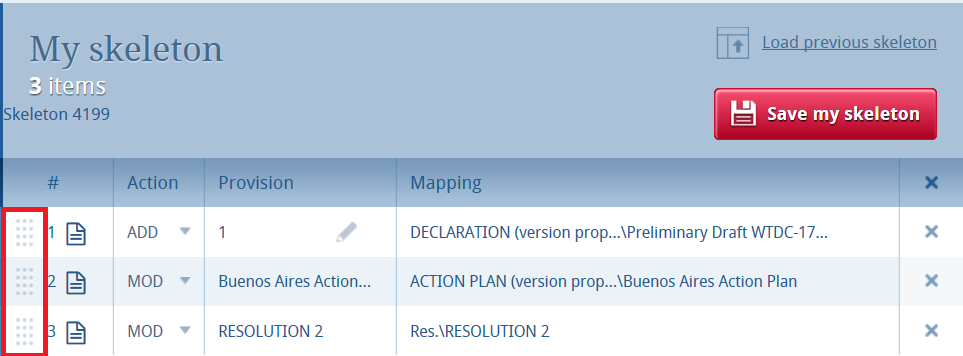 My skeleton
3 items
Skeleton 4199
Load previous skeleton
Save my skeleton
# Action Provision Mapping
1 ADD 1 DECLARATION (version prop...\Preliminary Draft WTDC-17...
2 MOD Buenos Aires Action... ACTION PLAN (version prop...\Buenos Aires Action Plan
3 MOD RESOLUTION 2 Res.\RESOLUTION 2